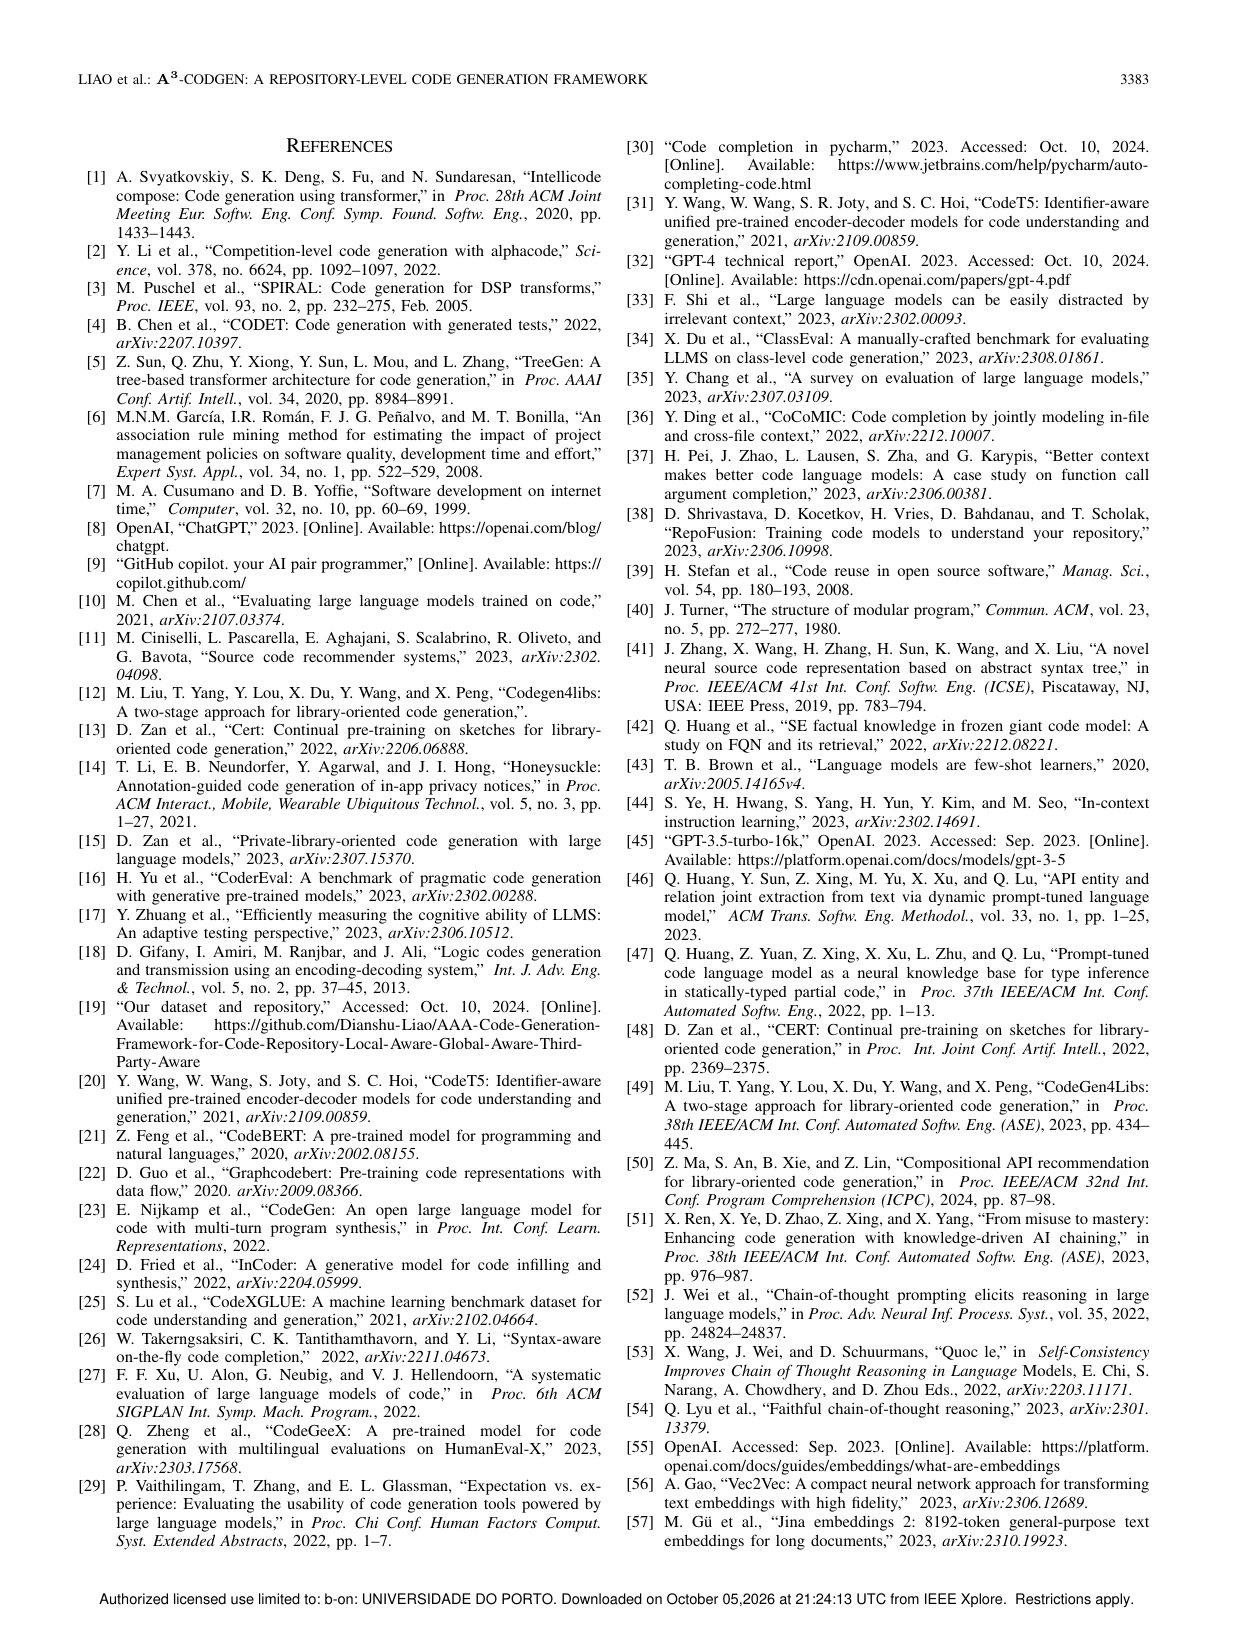 LIAO et al.: A³-CODGEN: A REPOSITORY-LEVEL CODE GENERATION FRAMEWORK 3383
REFERENCES
[1] A. Svyatkovskiy, S. K. Deng, S. Fu, and N. Sundaresan, “Intellicode
compose: Code generation using transformer,” in Proc. 28th ACM Joint
Meeting Eur. Softw. Eng. Conf. Symp. Found. Softw. Eng., 2020, pp.
1433–1443.
[2] Y. Li et al., “Competition-level code generation with alphacode,” Sci-
ence, vol. 378, no. 6624, pp. 1092–1097, 2022.
[3] M. Puschel et al., “SPIRAL: Code generation for DSP transforms,”
Proc. IEEE, vol. 93, no. 2, pp. 232–275, Feb. 2005.
[4] B. Chen et al., “CODET: Code generation with generated tests,” 2022,
arXiv:2207.10397.
[5] Z. Sun, Q. Zhu, Y. Xiong, Y. Sun, L. Mou, and L. Zhang, “TreeGen: A
tree-based transformer architecture for code generation,” in Proc. AAAI
Conf. Artif. Intell., vol. 34, 2020, pp. 8984–8991.
[6] M.N.M. García, I.R. Román, F. J. G. Peñalvo, and M. T. Bonilla, “An
association rule mining method for estimating the impact of project
management policies on software quality, development time and effort,”
Expert Syst. Appl., vol. 34, no. 1, pp. 522–529, 2008.
[7] M. A. Cusumano and D. B. Yoffie, “Software development on internet
time,” Computer, vol. 32, no. 10, pp. 60–69, 1999.
[8] OpenAI, “ChatGPT,” 2023. [Online]. Available: https://openai.com/blog/
chatgpt.
[9] “GitHub copilot. your AI pair programmer,” [Online]. Available: https://
copilot.github.com/
[10] M. Chen et al., “Evaluating large language models trained on code,”
2021, arXiv:2107.03374.
[11] M. Ciniselli, L. Pascarella, E. Aghajani, S. Scalabrino, R. Oliveto, and
G. Bavota, “Source code recommender systems,” 2023, arXiv:2302.
04098.
[12] M. Liu, T. Yang, Y. Lou, X. Du, Y. Wang, and X. Peng, “Codegen4libs:
A two-stage approach for library-oriented code generation,”.
[13] D. Zan et al., “Cert: Continual pre-training on sketches for library-
oriented code generation,” 2022, arXiv:2206.06888.
[14] T. Li, E. B. Neundorfer, Y. Agarwal, and J. I. Hong, “Honeysuckle:
Annotation-guided code generation of in-app privacy notices,” in Proc.
ACM Interact., Mobile, Wearable Ubiquitous Technol., vol. 5, no. 3, pp.
1–27, 2021.
[15] D. Zan et al., “Private-library-oriented code generation with large
language models,” 2023, arXiv:2307.15370.
[16] H. Yu et al., “CoderEval: A benchmark of pragmatic code generation
with generative pre-trained models,” 2023, arXiv:2302.00288.
[17] Y. Zhuang et al., “Efficiently measuring the cognitive ability of LLMS:
An adaptive testing perspective,” 2023, arXiv:2306.10512.
[18] D. Gifany, I. Amiri, M. Ranjbar, and J. Ali, “Logic codes generation
and transmission using an encoding-decoding system,” Int. J. Adv. Eng.
& Technol., vol. 5, no. 2, pp. 37–45, 2013.
[19] “Our dataset and repository,” Accessed: Oct. 10, 2024. [Online].
Available: https://github.com/Dianshu-Liao/AAA-Code-Generation-
Framework-for-Code-Repository-Local-Aware-Global-Aware-Third-
Party-Aware
[20] Y. Wang, W. Wang, S. Joty, and S. C. Hoi, “CodeT5: Identifier-aware
unified pre-trained encoder-decoder models for code understanding and
generation,” 2021, arXiv:2109.00859.
[21] Z. Feng et al., “CodeBERT: A pre-trained model for programming and
natural languages,” 2020, arXiv:2002.08155.
[22] D. Guo et al., “Graphcodebert: Pre-training code representations with
data flow,” 2020. arXiv:2009.08366.
[23] E. Nijkamp et al., “CodeGen: An open large language model for
code with multi-turn program synthesis,” in Proc. Int. Conf. Learn.
Representations, 2022.
[24] D. Fried et al., “InCoder: A generative model for code infilling and
synthesis,” 2022, arXiv:2204.05999.
[25] S. Lu et al., “CodeXGLUE: A machine learning benchmark dataset for
code understanding and generation,” 2021, arXiv:2102.04664.
[26] W. Takerngsaksiri, C. K. Tantithamthavorn, and Y. Li, “Syntax-aware
on-the-fly code completion,” 2022, arXiv:2211.04673.
[27] F. F. Xu, U. Alon, G. Neubig, and V. J. Hellendoorn, “A systematic
evaluation of large language models of code,” in Proc. 6th ACM
SIGPLAN Int. Symp. Mach. Program., 2022.
[28] Q. Zheng et al., “CodeGeeX: A pre-trained model for code
generation with multilingual evaluations on HumanEval-X,” 2023,
arXiv:2303.17568.
[29] P. Vaithilingam, T. Zhang, and E. L. Glassman, “Expectation vs. ex-
perience: Evaluating the usability of code generation tools powered by
large language models,” in Proc. Chi Conf. Human Factors Comput.
Syst. Extended Abstracts, 2022, pp. 1–7.
[30] “Code completion in pycharm,” 2023. Accessed: Oct. 10, 2024.
[Online]. Available: https://www.jetbrains.com/help/pycharm/auto-
completing-code.html
[31] Y. Wang, W. Wang, S. R. Joty, and S. C. Hoi, “CodeT5: Identifier-aware
unified pre-trained encoder-decoder models for code understanding and
generation,” 2021, arXiv:2109.00859.
[32] “GPT-4 technical report,” OpenAI. 2023. Accessed: Oct. 10, 2024.
[Online]. Available: https://cdn.openai.com/papers/gpt-4.pdf
[33] F. Shi et al., “Large language models can be easily distracted by
irrelevant context,” 2023, arXiv:2302.00093.
[34] X. Du et al., “ClassEval: A manually-crafted benchmark for evaluating
LLMS on class-level code generation,” 2023, arXiv:2308.01861.
[35] Y. Chang et al., “A survey on evaluation of large language models,”
2023, arXiv:2307.03109.
[36] Y. Ding et al., “CoCoMIC: Code completion by jointly modeling in-file
and cross-file context,” 2022, arXiv:2212.10007.
[37] H. Pei, J. Zhao, L. Lausen, S. Zha, and G. Karypis, “Better context
makes better code language models: A case study on function call
argument completion,” 2023, arXiv:2306.00381.
[38] D. Shrivastava, D. Kocetkov, H. Vries, D. Bahdanau, and T. Scholak,
“RepoFusion: Training code models to understand your repository,”
2023, arXiv:2306.10998.
[39] H. Stefan et al., “Code reuse in open source software,” Manag. Sci.,
vol. 54, pp. 180–193, 2008.
[40] J. Turner, “The structure of modular program,” Commun. ACM, vol. 23,
no. 5, pp. 272–277, 1980.
[41] J. Zhang, X. Wang, H. Zhang, H. Sun, K. Wang, and X. Liu, “A novel
neural source code representation based on abstract syntax tree,” in
Proc. IEEE/ACM 41st Int. Conf. Softw. Eng. (ICSE), Piscataway, NJ,
USA: IEEE Press, 2019, pp. 783–794.
[42] Q. Huang et al., “SE factual knowledge in frozen giant code model: A
study on FQN and its retrieval,” 2022, arXiv:2212.08221.
[43] T. B. Brown et al., “Language models are few-shot learners,” 2020,
arXiv:2005.14165v4.
[44] S. Ye, H. Hwang, S. Yang, H. Yun, Y. Kim, and M. Seo, “In-context
instruction learning,” 2023, arXiv:2302.14691.
[45] “GPT-3.5-turbo-16k,” OpenAI. 2023. Accessed: Sep. 2023. [Online].
Available: https://platform.openai.com/docs/models/gpt-3-5
[46] Q. Huang, Y. Sun, Z. Xing, M. Yu, X. Xu, and Q. Lu, “API entity and
relation joint extraction from text via dynamic prompt-tuned language
model,” ACM Trans. Softw. Eng. Methodol., vol. 33, no. 1, pp. 1–25,
2023.
[47] Q. Huang, Z. Yuan, Z. Xing, X. Xu, L. Zhu, and Q. Lu, “Prompt-tuned
code language model as a neural knowledge base for type inference
in statically-typed partial code,” in Proc. 37th IEEE/ACM Int. Conf.
Automated Softw. Eng., 2022, pp. 1–13.
[48] D. Zan et al., “CERT: Continual pre-training on sketches for library-
oriented code generation,” in Proc. Int. Joint Conf. Artif. Intell., 2022,
pp. 2369–2375.
[49] M. Liu, T. Yang, Y. Lou, X. Du, Y. Wang, and X. Peng, “CodeGen4Libs:
A two-stage approach for library-oriented code generation,” in Proc.
38th IEEE/ACM Int. Conf. Automated Softw. Eng. (ASE), 2023, pp. 434–
445.
[50] Z. Ma, S. An, B. Xie, and Z. Lin, “Compositional API recommendation
for library-oriented code generation,” in Proc. IEEE/ACM 32nd Int.
Conf. Program Comprehension (ICPC), 2024, pp. 87–98.
[51] X. Ren, X. Ye, D. Zhao, Z. Xing, and X. Yang, “From misuse to mastery:
Enhancing code generation with knowledge-driven AI chaining,” in
Proc. 38th IEEE/ACM Int. Conf. Automated Softw. Eng. (ASE), 2023,
pp. 976–987.
[52] J. Wei et al., “Chain-of-thought prompting elicits reasoning in large
language models,” in Proc. Adv. Neural Inf. Process. Syst., vol. 35, 2022,
pp. 24824–24837.
[53] X. Wang, J. Wei, and D. Schuurmans, “Quoc le,” in Self-Consistency
Improves Chain of Thought Reasoning in Language Models, E. Chi, S.
Narang, A. Chowdhery, and D. Zhou Eds., 2022, arXiv:2203.11171.
[54] Q. Lyu et al., “Faithful chain-of-thought reasoning,” 2023, arXiv:2301.
13379.
[55] OpenAI. Accessed: Sep. 2023. [Online]. Available: https://platform.
openai.com/docs/guides/embeddings/what-are-embeddings
[56] A. Gao, “Vec2Vec: A compact neural network approach for transforming
text embeddings with high fidelity,” 2023, arXiv:2306.12689.
[57] M. Gü et al., “Jina embeddings 2: 8192-token general-purpose text
embeddings for long documents,” 2023, arXiv:2310.19923.
Authorized licensed use limited to: b-on: UNIVERSIDADE DO PORTO. Downloaded on October 05,2026 at 21:24:13 UTC from IEEE Xplore. Restrictions apply.